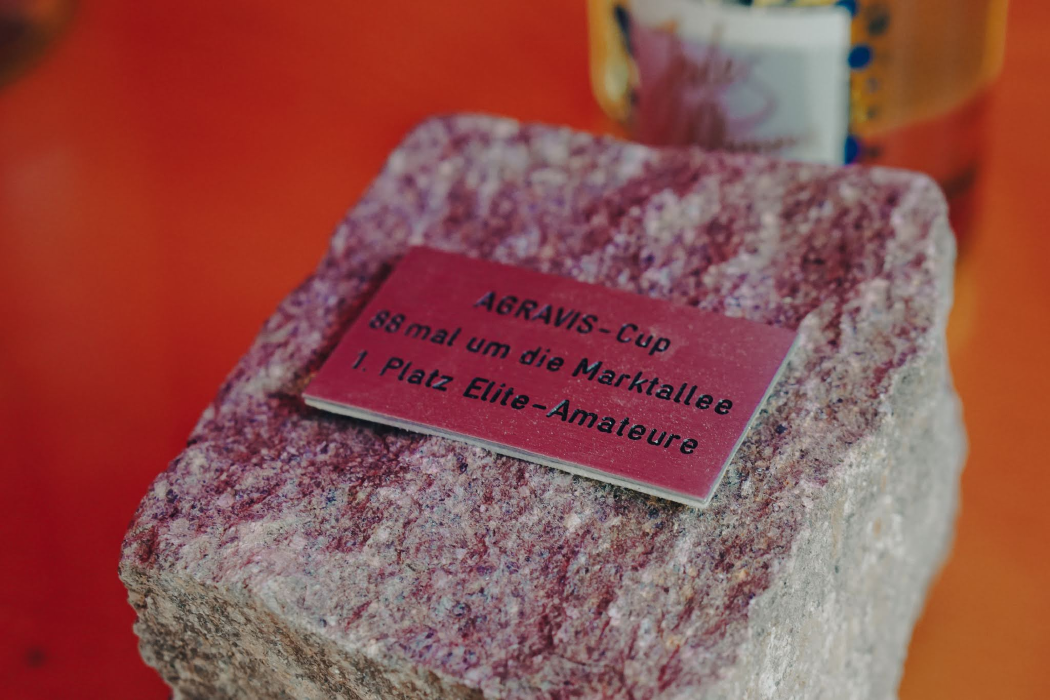 AGRAVIS-Cup
88 mal um die Marktallee
1. Platz Elite-Amateure